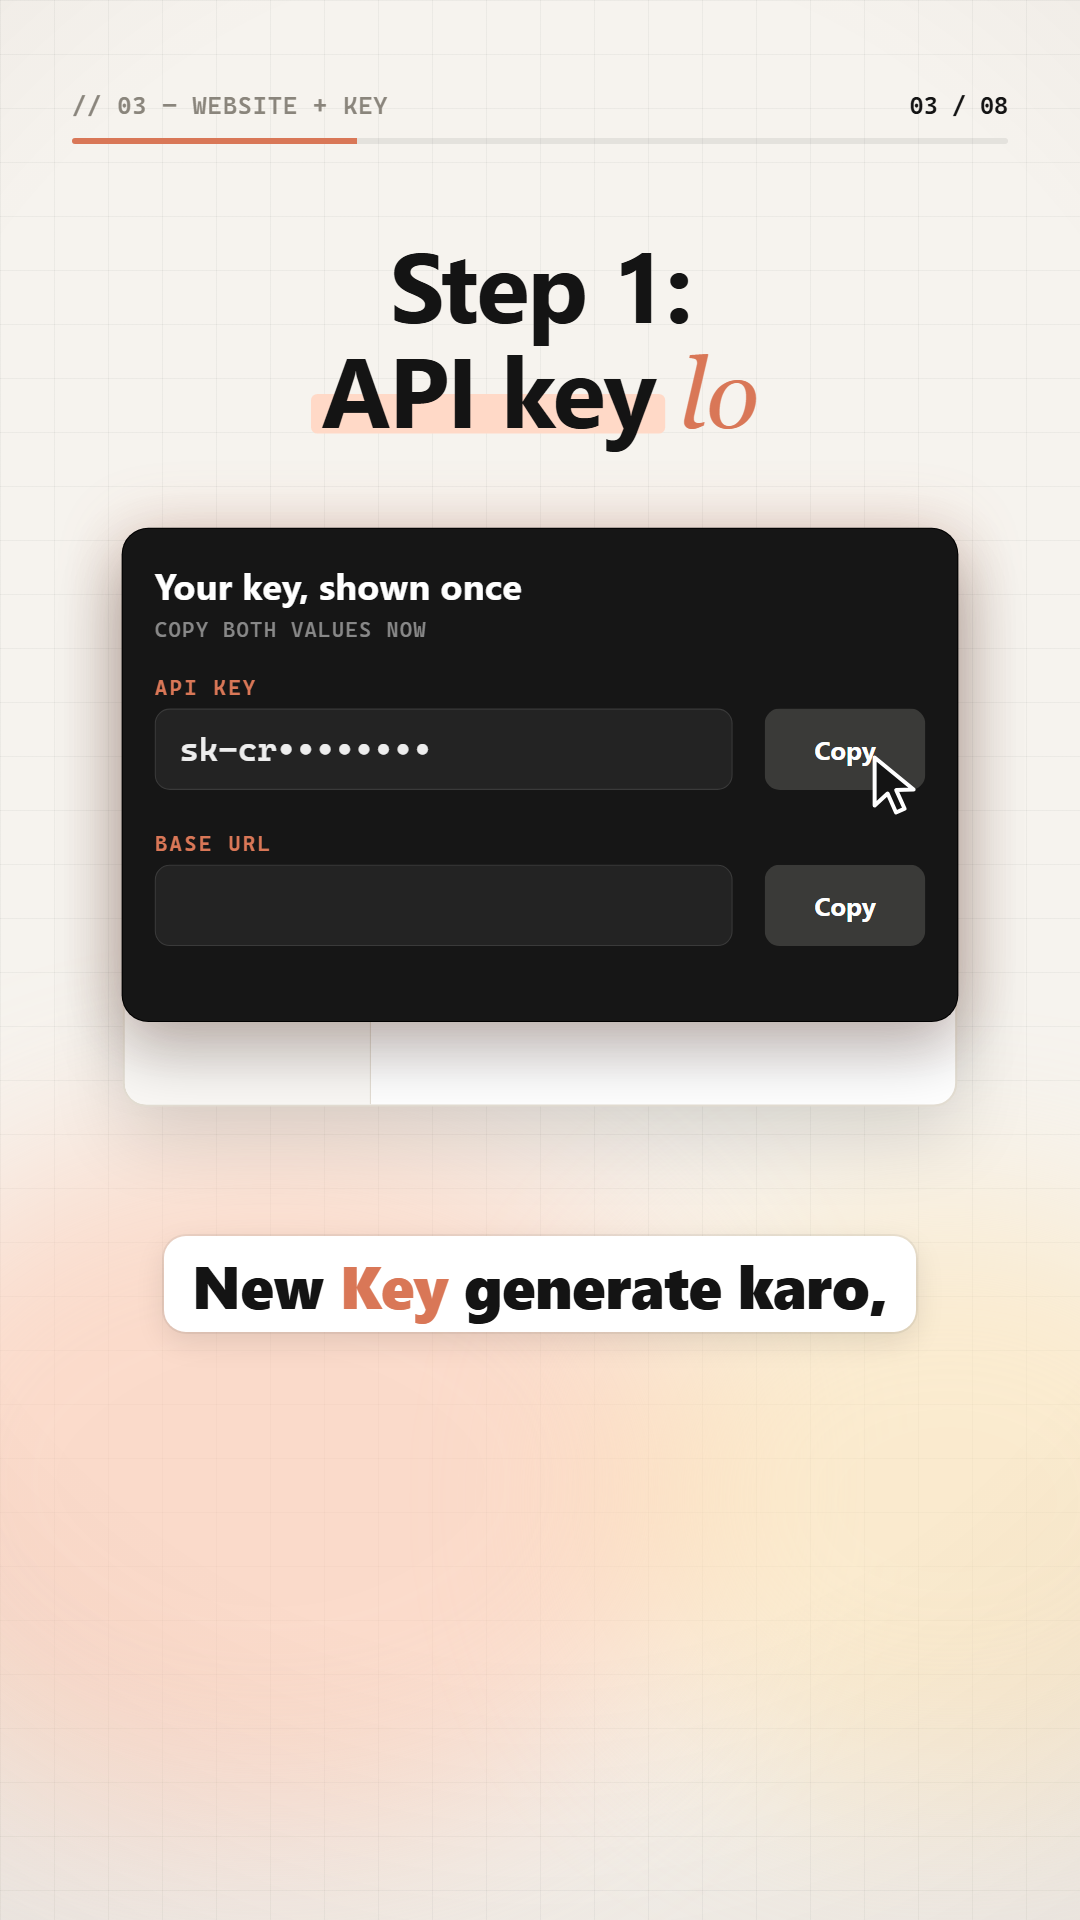 // 03 — WEBSITE + KEY
03 / 08
Step 1:
API key lo
Your key, shown once
COPY BOTH VALUES NOW
API KEY
sk-cr••••••••
Copy
BASE URL
Copy
New Key generate karo,